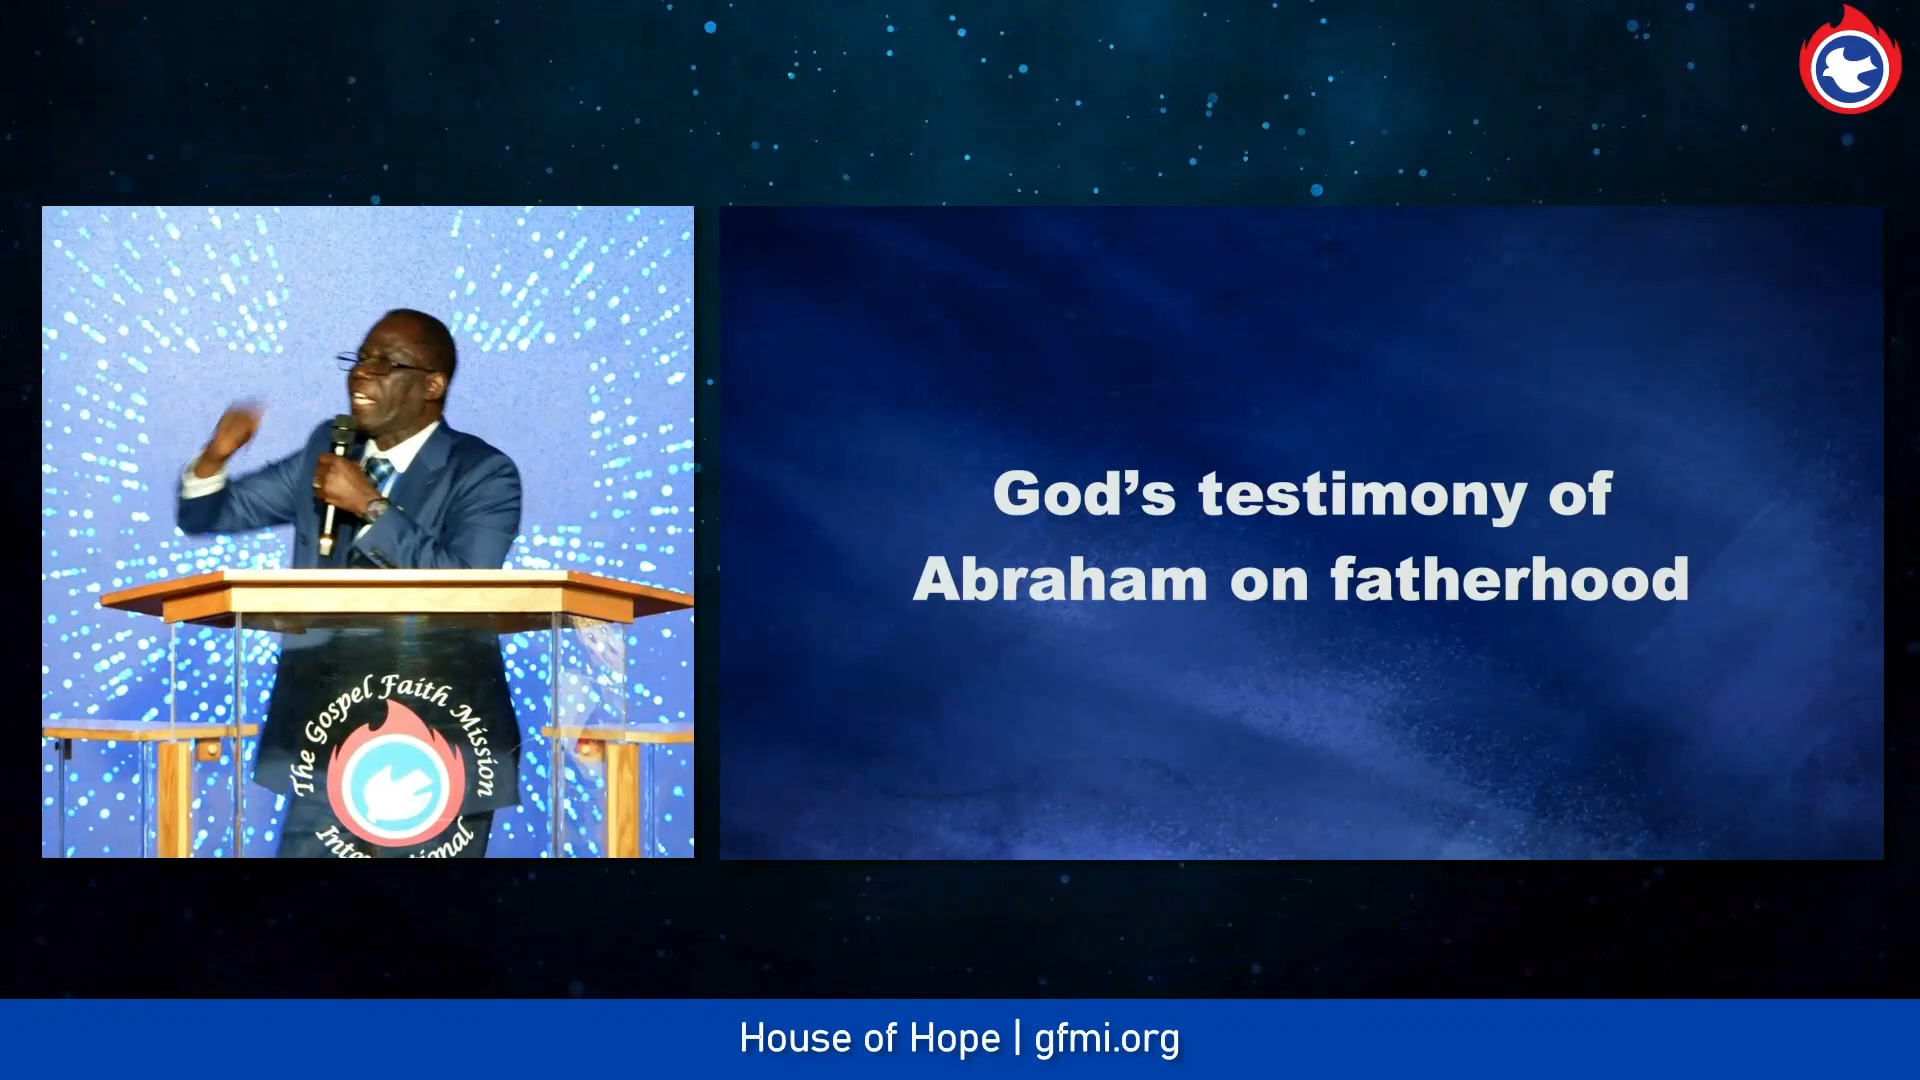 The Gospel Faith Mission
God’s testimony of
Abraham on fatherhood
House of Hope | gfmi.org